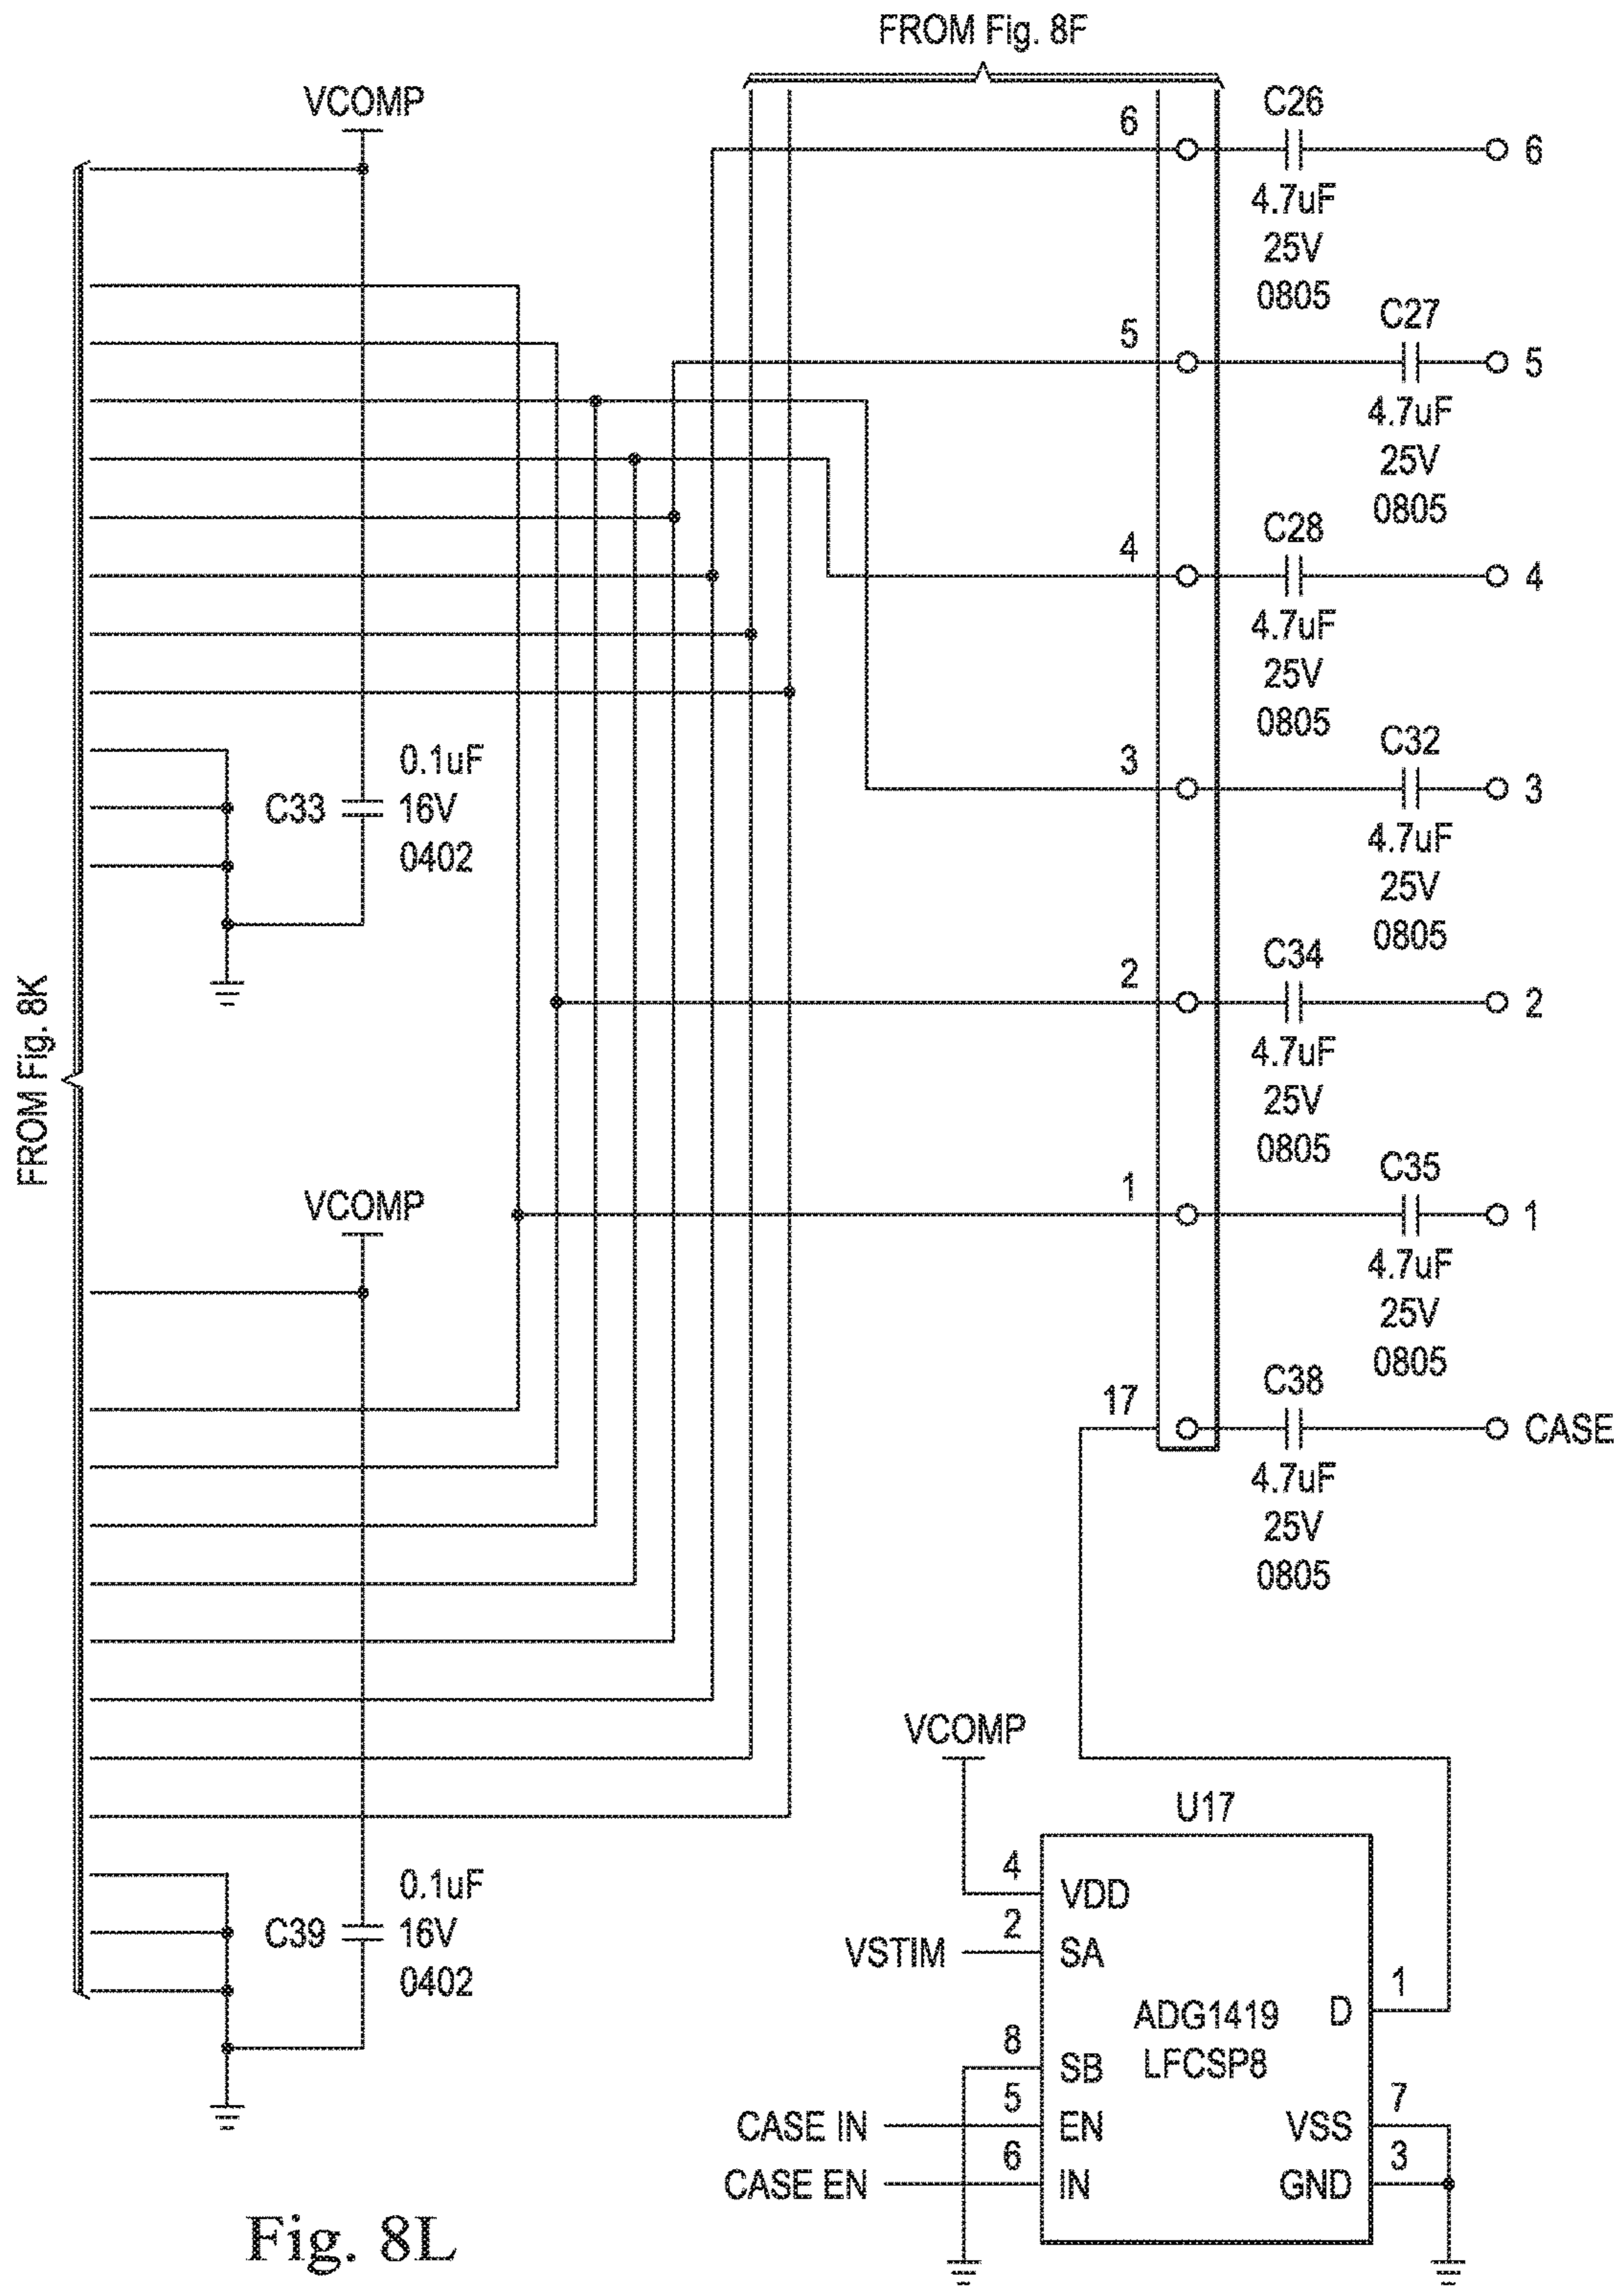 FROM Fig. 8F
VCOMP
6
C26
6
4.7uF
25V
0805
5
C27
5
4.7uF
25V
0805
4
C28
4
4.7uF
25V
0805
3
C32
3
4.7uF
25V
0805
C33
0.1uF
16V
0402
2
C34
2
4.7uF
25V
0805
FROM Fig. 8K
VCOMP
1
C35
1
4.7uF
25V
0805
17
C38
CASE
4.7uF
25V
0805
C39
0.1uF
16V
0402
VCOMP
U17
4
VDD
2
VSTIM
SA
ADG1419
LFCSP8
1
D
8
SB
5
CASE IN
EN
6
CASE EN
IN
7
VSS
3
GND
Fig. 8L